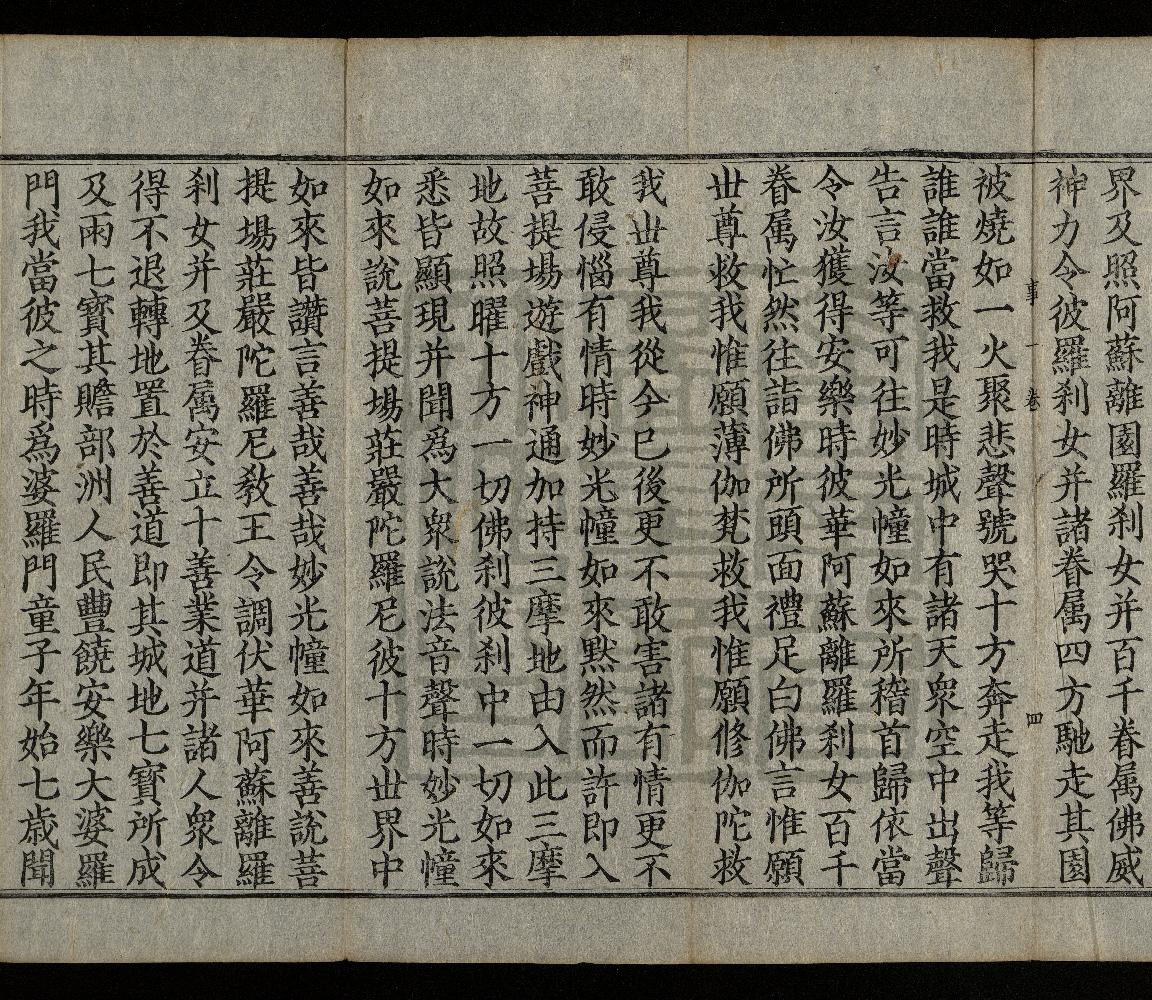 界及照阿蘇離園羅刹女并百千眷属佛威
神力令彼羅刹女并諸眷属四方馳走其園
事一 卷 四
被燒如一火聚悲聲號哭十方奔走我等歸
誰誰當救我是時城中有諸天衆空中出聲
告言汝等可往妙光幢如來所稽首歸依當
令汝獲得安樂時彼華阿蘇離羅刹女百千
眷属忙然往詣佛所頭面禮足白佛言惟願
世尊救我惟願薄伽梵救我惟願修伽陀救
我世尊我從今已後更不敢害諸有情更不
敢侵惱有情時妙光幢如來默然而許即入
菩提場遊戲神通加持三摩地由入此三摩
地故照曜十方一切佛刹彼刹中一切如來
悉皆顯現并聞爲大衆說法音聲時妙光幢
如來說菩提場莊嚴陀羅尼彼十方世界中
如來皆讚言善哉善哉妙光幢如來善說菩
提場莊嚴陀羅尼教王令調伏華阿蘇離羅
刹女并及眷属安立十善業道并諸人衆令
得不退轉地置於善道即其城地七寳所成
及雨七寳其贍部洲人民豐饒安樂大婆羅
門我當彼之時爲婆羅門童子年始七歲聞